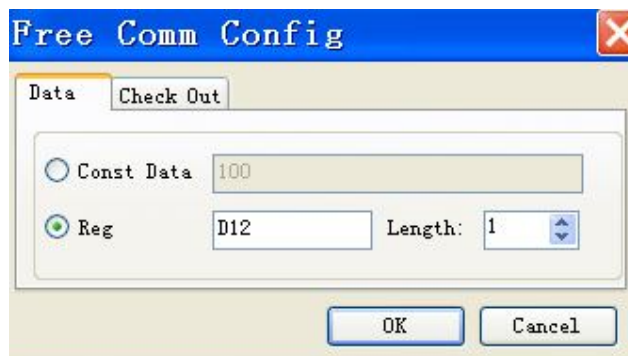 Free Comm Config
Data Check Out
Const Data 100
Reg D12 Length: 1
OK Cancel